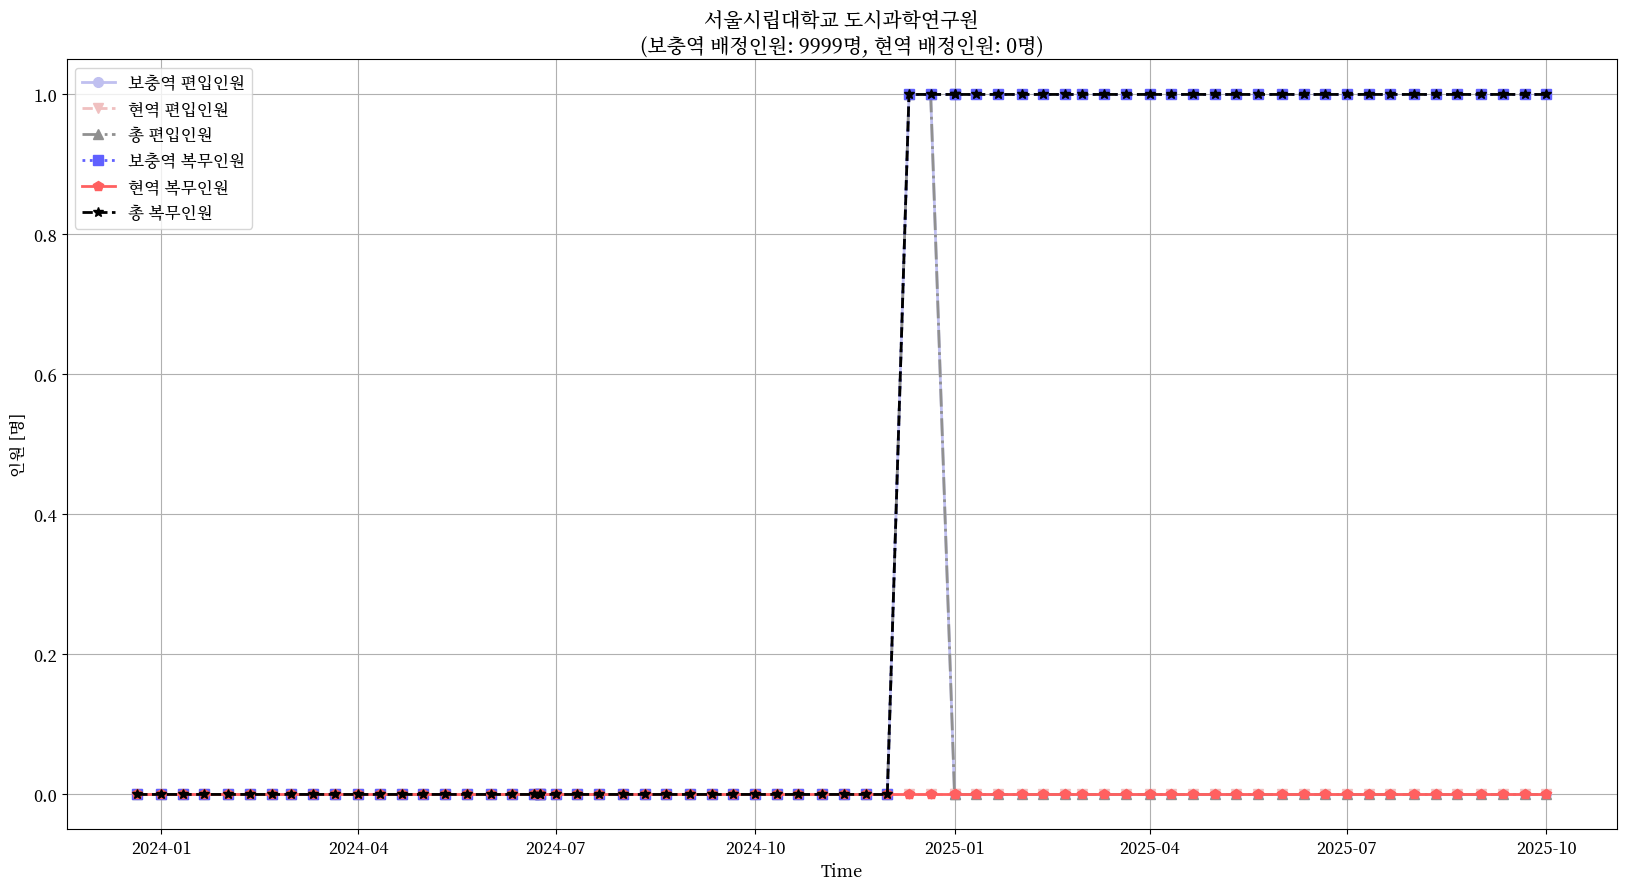 서울시립대학교 도시과학연구원
(보충역 배정인원: 9999명, 현역 배정인원: 0명)
보충역 편입인원
현역 편입인원
총 편입인원
보충역 복무인원
현역 복무인원
총 복무인원
1.0
0.8
0.6
0.4
0.2
0.0
인원 [명]
2024-01
2024-04
2024-07
2024-10
2025-01
2025-04
2025-07
2025-10
Time